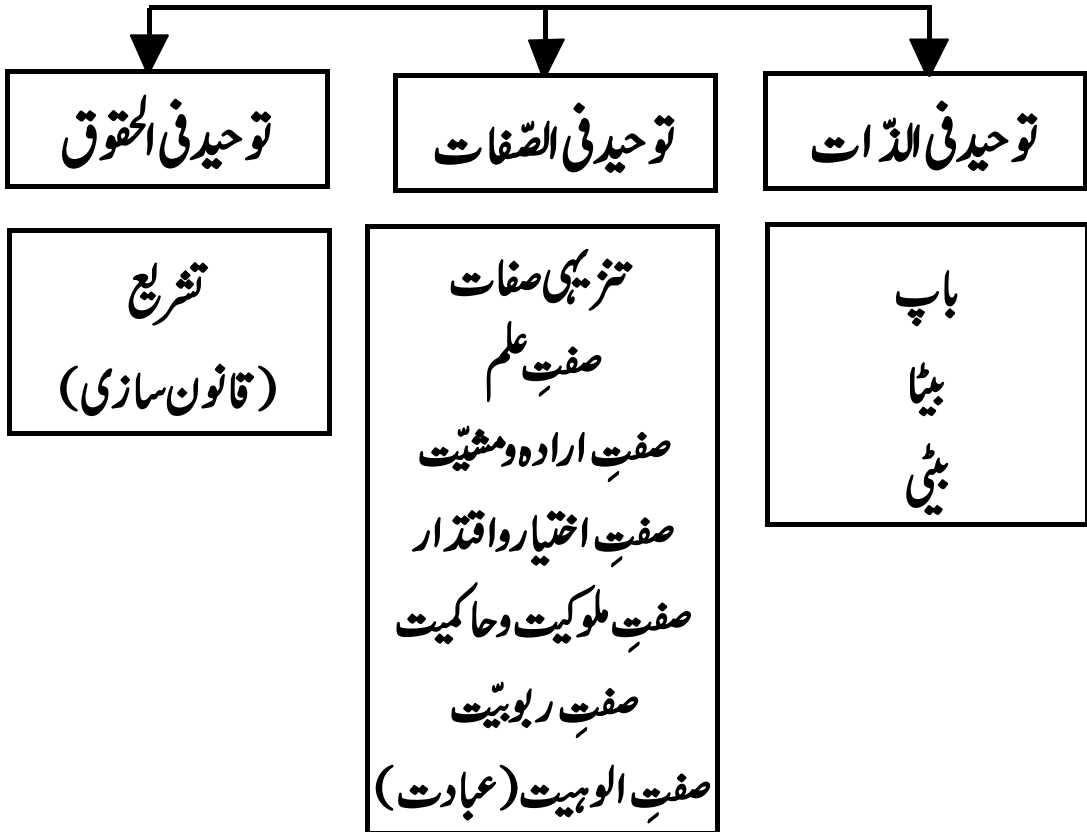 توحید فی الذّات
توحید فی الصّفات
توحید فی الحقوق
باپ
بیٹا
بیٹی
تنزیہی صفات
صفتِ علم
صفتِ ارادہ و مشیّت
صفتِ اختیار و اقتدار
صفتِ ملوکیت و حاکمیت
صفتِ ربوبیّت
صفتِ الوہیت (عبادت)
تشریع
(قانون سازی)